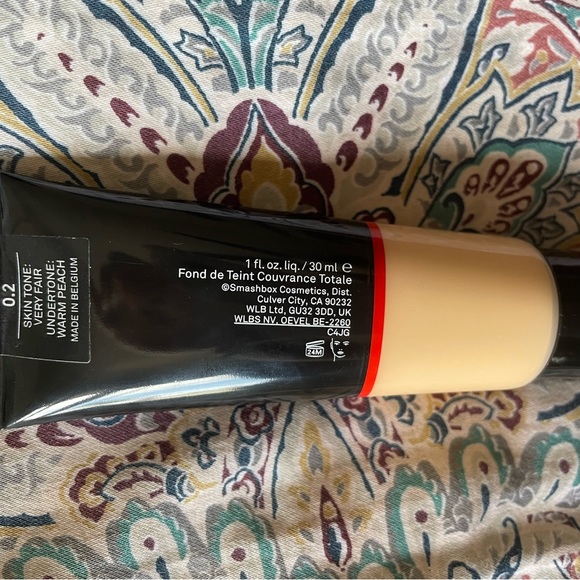 0.2
SKIN TONE:
VERY FAIR
UNDERTONE:
WARM PEACH
MADE IN BELGIUM
1 fl. oz. liq. / 30 ml ℮
Fond de Teint Couvrance Totale
©Smashbox Cosmetics, Dist.
Culver City, CA 90232
WLB Ltd, GU32 3DD, UK
WLBS NV, OEVEL BE-2260
C4JG
24M